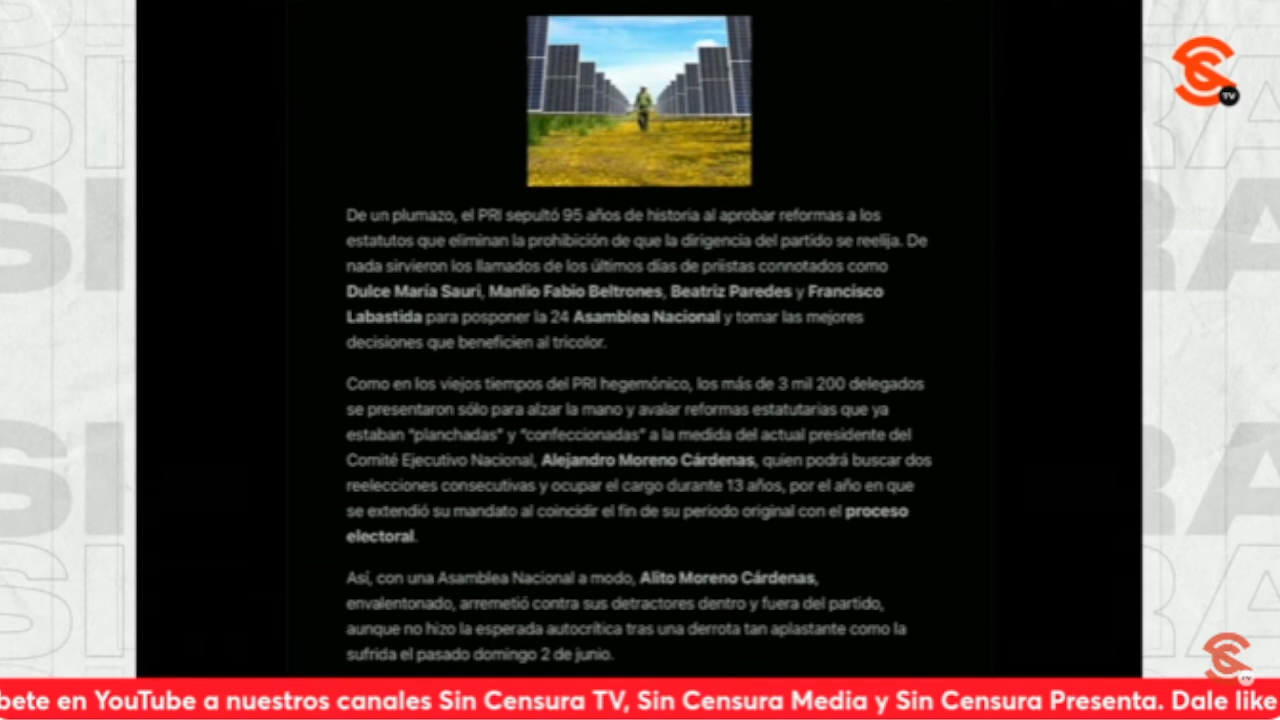 De un plumazo, el PRI sepultó 95 años de historia al aprobar reformas a los
estatutos que eliminan la prohibición de que la dirigencia del partido se reelija. De
nada sirvieron los llamados de los últimos días de priistas connotados como
Dulce María Sauri, Manlio Fabio Beltrones, Beatriz Paredes y Francisco
Labastida para posponer la 24 Asamblea Nacional y tomar las mejores
decisiones que beneficien al tricolor.
Como en los viejos tiempos del PRI hegemónico, los más de 3 mil 200 delegados
se presentaron sólo para alzar la mano y avalar reformas estatutarias que ya
estaban “planchadas” y “confeccionadas” a la medida del actual presidente del
Comité Ejecutivo Nacional, Alejandro Moreno Cárdenas, quien podrá buscar dos
reelecciones consecutivas y ocupar el cargo durante 13 años, por el año en que
se extendió su mandato al coincidir el fin de su periodo original con el proceso
electoral.
Así, con una Asamblea Nacional a modo, Alito Moreno Cárdenas,
envalentonado, arremetió contra sus detractores dentro y fuera del partido,
aunque no hizo la esperada autocrítica tras una derrota tan aplastante como la
sufrida el pasado domingo 2 de junio.
bete en YouTube a nuestros canales Sin Censura TV, Sin Censura Media y Sin Censura Presenta. Dale like
TV
TV
SI
SI
RA
RA